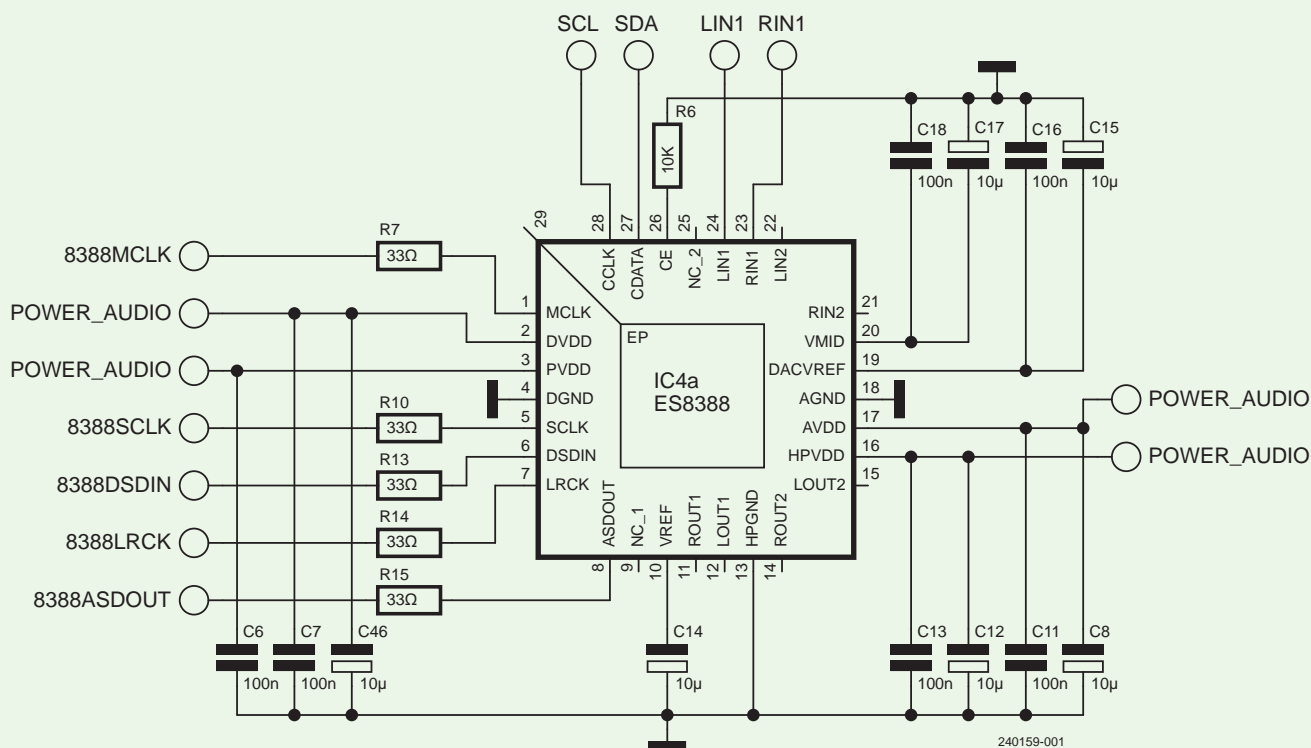 SCL SDA LIN1 RIN1
R6
10K
C18
100n
C17
10µ
C16
100n
C15
10µ
29 28 27 26 25 24 23 22
CCLK CDATA CE NC_2 LIN1 RIN1 LIN2
8388MCLK
R7
33Ω
POWER_AUDIO
POWER_AUDIO
8388SCLK
R10
33Ω
8388DSDIN
R13
33Ω
8388LRCK
R14
33Ω
8388ASDOUT
R15
33Ω
1 MCLK
2 DVDD
3 PVDD
4 DGND
5 SCLK
6 DSDIN
7 LRCK
EP
IC4a
ES8388
RIN2 21
VMID 20
DACVREF 19
AGND 18
AVDD 17
HPVDD 16
LOUT2 15
POWER_AUDIO
POWER_AUDIO
ASDOUT NC_1 VREF ROUT1 LOUT1 HPGND ROUT2
8 9 10 11 12 13 14
C6
100n
C7
100n
C46
10µ
C14
10µ
C13
100n
C12
10µ
C11
100n
C8
10µ
240159-001